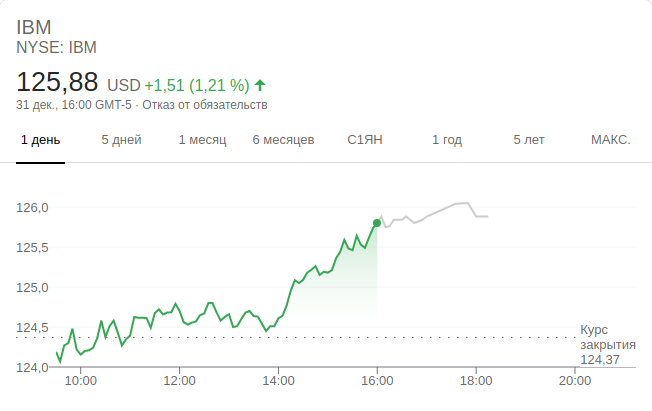 IBM
NYSE: IBM
125,88 USD +1,51 (1,21 %)
31 дек., 16:00 GMT-5 · Отказ от обязательств
1 день 5 дней 1 месяц 6 месяцев С1ЯН 1 год 5 лет МАКС.
126,0
125,5
125,0
124,5
124,0
Курс
закрытия
124,37
10:00 12:00 14:00 16:00 18:00 20:00